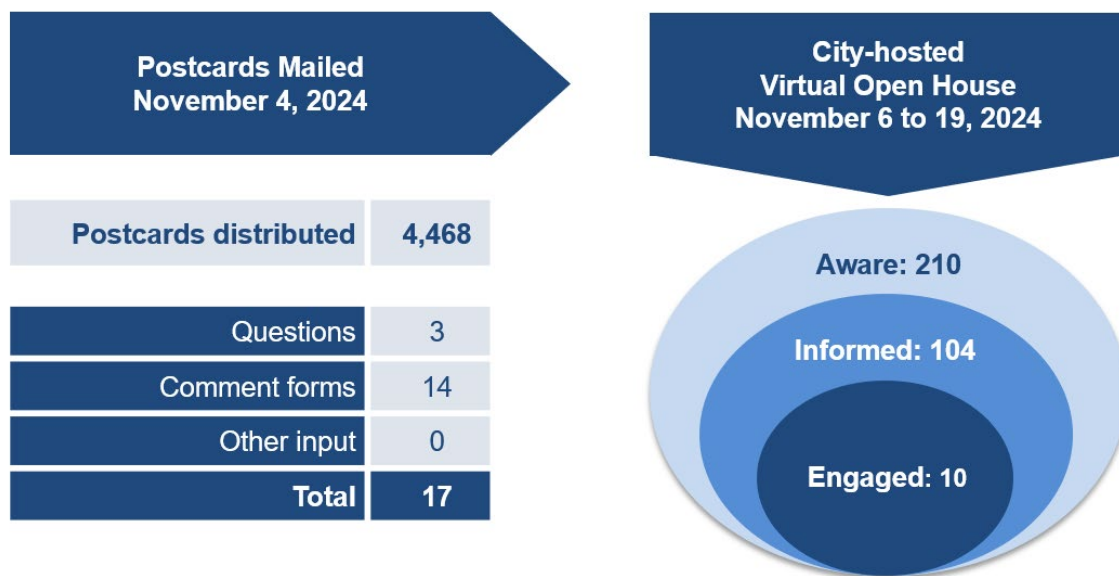 Postcards Mailed
November 4, 2024
City-hosted
Virtual Open House
November 6 to 19, 2024
Postcards distributed 4,468
Questions 3
Comment forms 14
Other input 0
Total 17
Aware: 210
Informed: 104
Engaged: 10